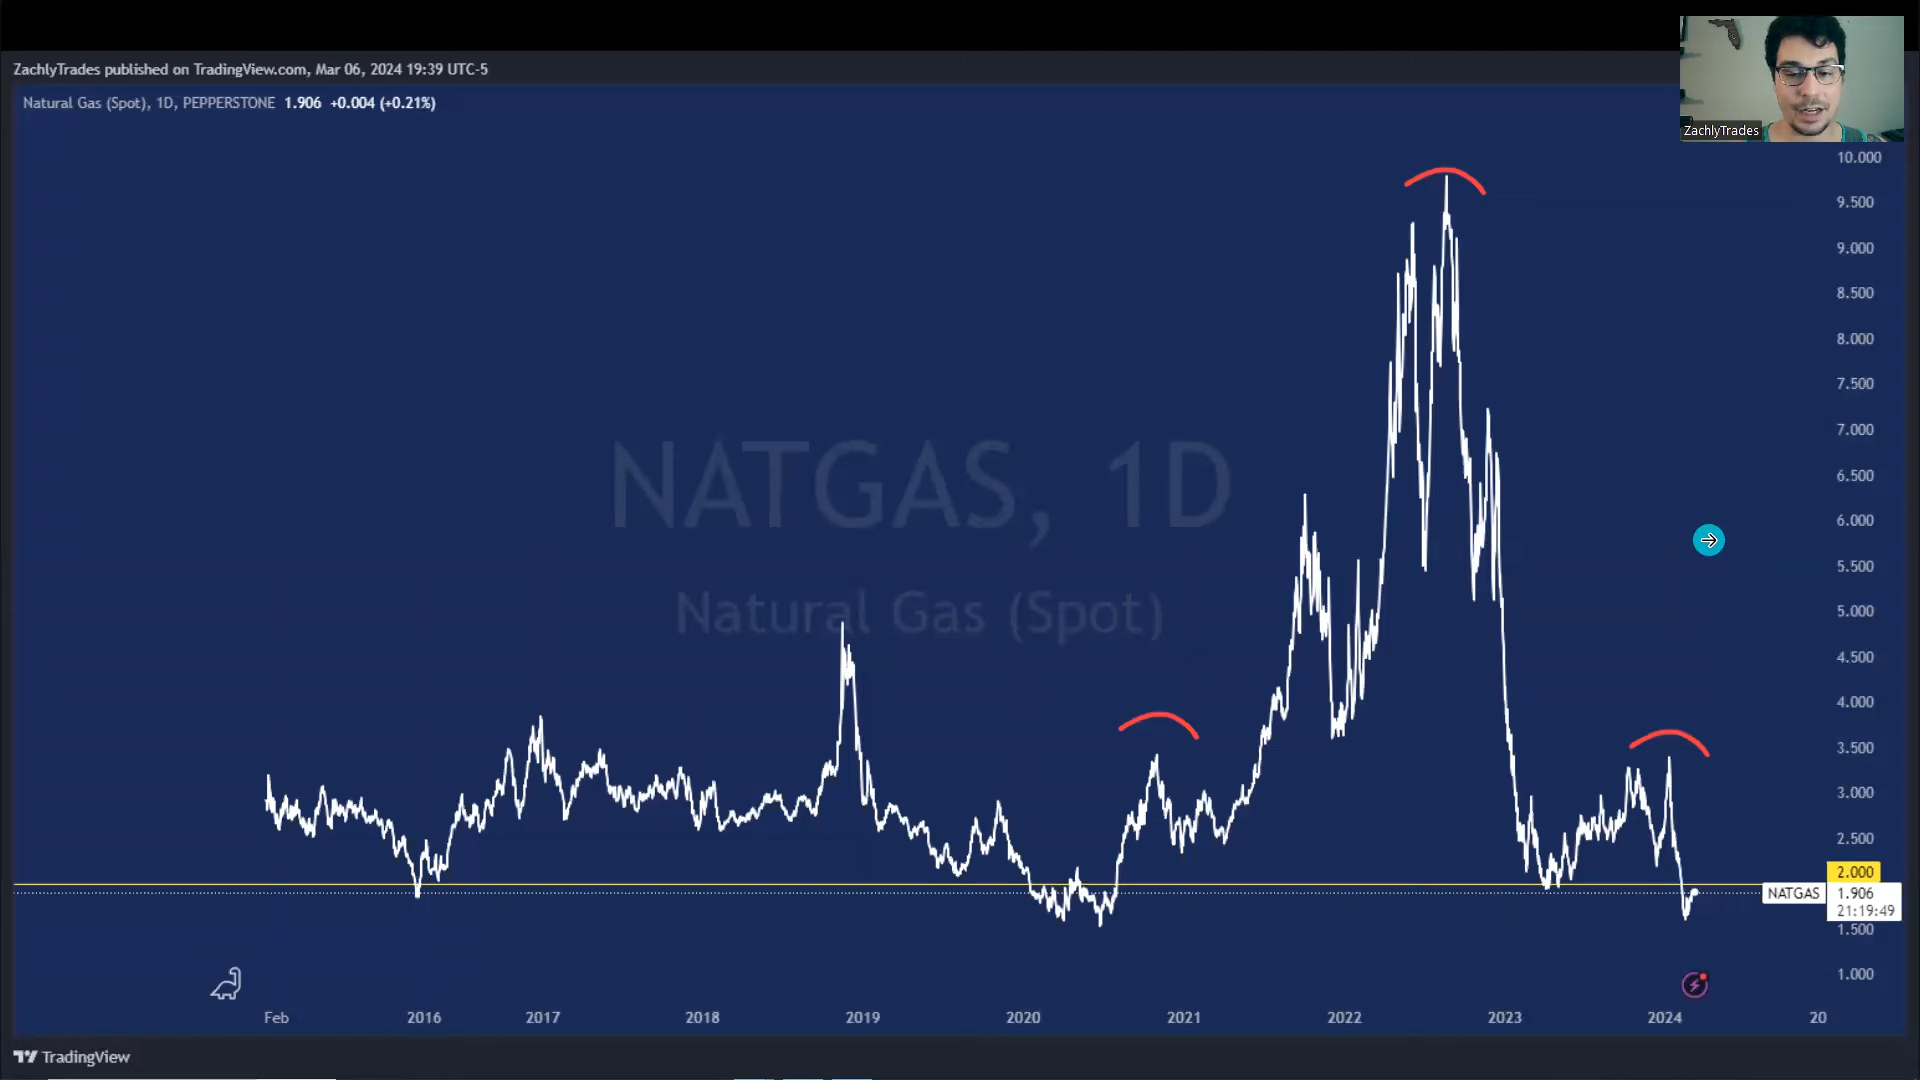 ZachlyTrades published on TradingView.com, Mar 06, 2024 19:39 UTC-5
Natural Gas (Spot), 1D, PEPPERSTONE 1.906 +0.004 (+0.21%)
ZachlyTrades
10.000
9.500
9.000
8.500
8.000
7.500
7.000
6.500
6.000
5.500
5.000
4.500
4.000
3.500
3.000
2.500
2.000
NATGAS 1.906
21:19:49
1.500
1.000
NATGAS, 1D
Natural Gas (Spot)
Feb 2016 2017 2018 2019 2020 2021 2022 2023 2024 20
TradingView